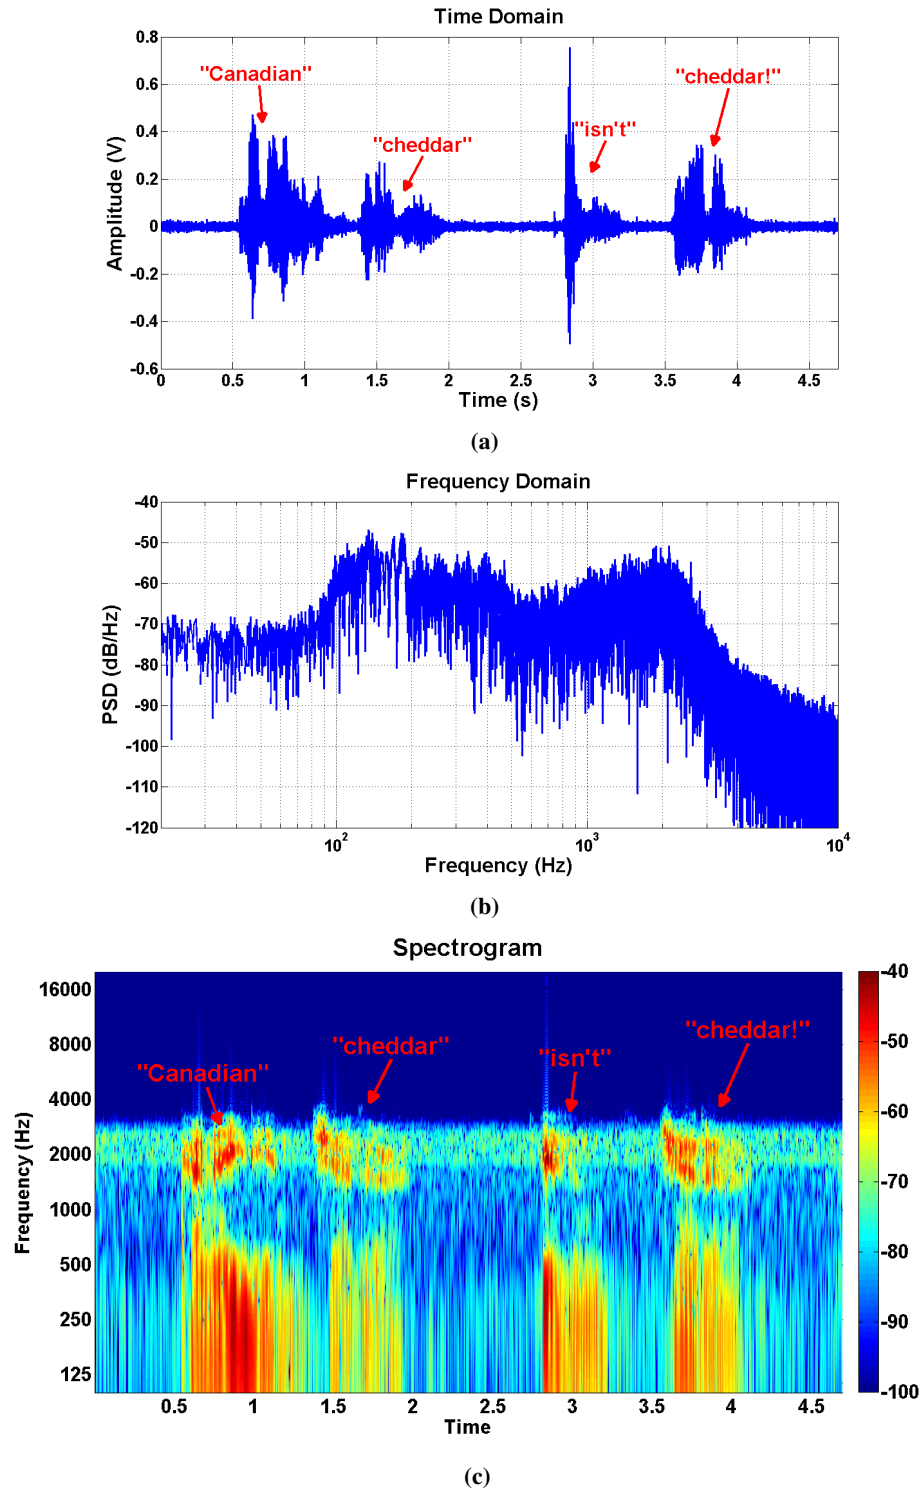 Time Domain
0.8
0.6
0.4
0.2
0
-0.2
-0.4
-0.6
Amplitude (V)
"Canadian"
"cheddar"
"isn't"
"cheddar!"
0 0.5 1 1.5 2 2.5 3 3.5 4 4.5
Time (s)
(a)
Frequency Domain
-40
-50
-60
-70
-80
-90
-100
-110
-120
PSD (dB/Hz)
10^2 10^3 10^4
Frequency (Hz)
(b)
Spectrogram
16000
8000
4000
2000
1000
500
250
125
Frequency (Hz)
"Canadian"
"cheddar"
"isn't"
"cheddar!"
-40
-50
-60
-70
-80
-90
-100
0.5 1 1.5 2 2.5 3 3.5 4 4.5
Time
(c)